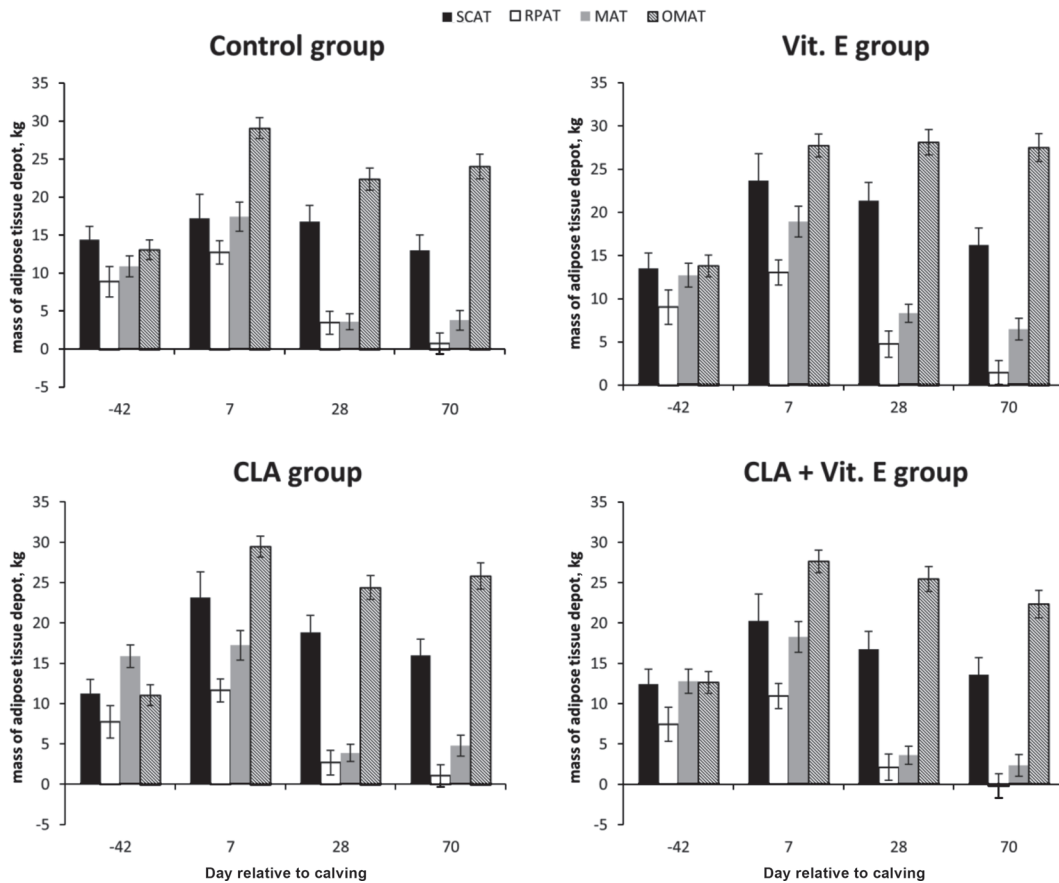 SCAT RPAT MAT OMAT
Control group
mass of adipose tissue depot, kg
35
30
25
20
15
10
5
0
-5
-42 7 28 70
Vit. E group
mass of adipose tissue depot, kg
35
30
25
20
15
10
5
0
-42 7 28 70
CLA group
mass of adipose tissue depot, kg
35
30
25
20
15
10
5
0
-5
-42 7 28 70
Day relative to calving
CLA + Vit. E group
mass of adipose tissue depot, kg
35
30
25
20
15
10
5
0
-5
-42 7 28 70
Day relative to calving